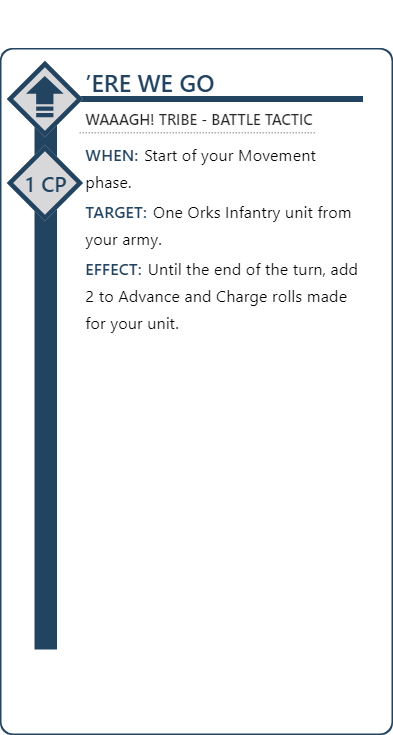 ’ERE WE GO
WAAAGH! TRIBE - BATTLE TACTIC
1 CP
WHEN: Start of your Movement
phase.
TARGET: One Orks Infantry unit from
your army.
EFFECT: Until the end of the turn, add
2 to Advance and Charge rolls made
for your unit.